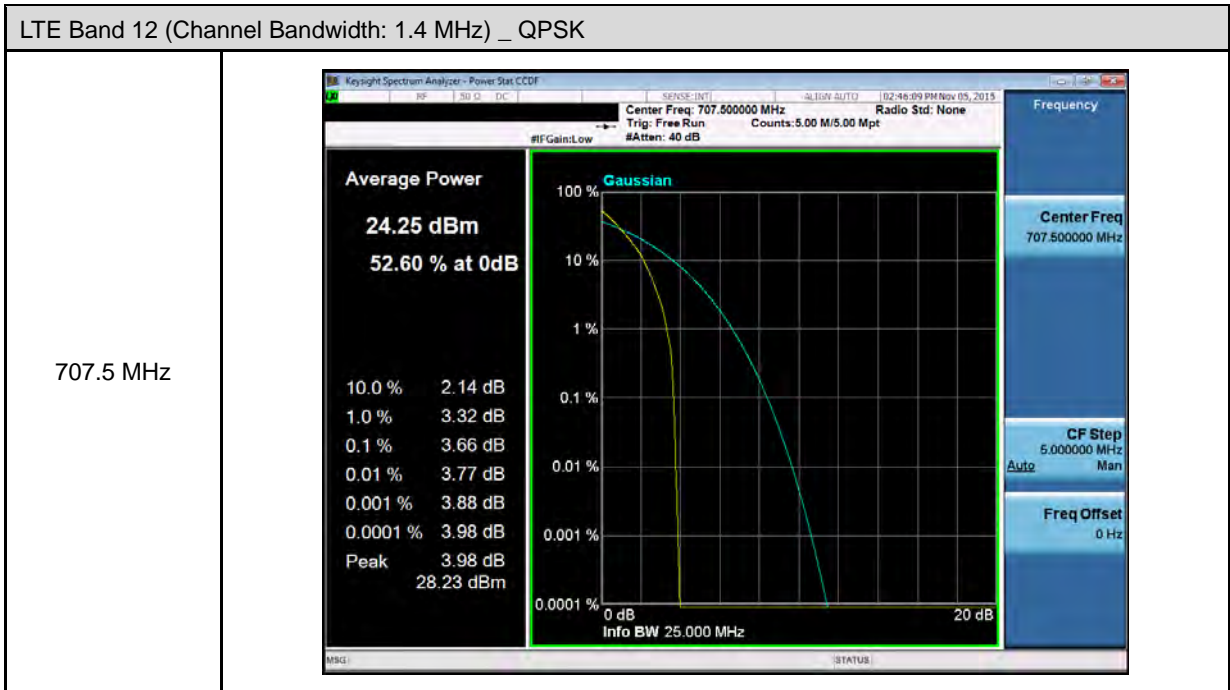 LTE Band 12 (Channel Bandwidth: 1.4 MHz) _ QPSK
707.5 MHz
Keysight Spectrum Analyzer - Power Stat CCDF
RF 50 Ω DC SENSE:INT ALIGN AUTO 02:46:09 PM Nov 05, 2015
Center Freq: 707.500000 MHz Radio Std: None
Trig: Free Run Counts:5.00 M/5.00 Mpt
#IFGain:Low #Atten: 40 dB
Frequency
Average Power
24.25 dBm
52.60 % at 0dB
10.0 % 2.14 dB
1.0 % 3.32 dB
0.1 % 3.66 dB
0.01 % 3.77 dB
0.001 % 3.88 dB
0.0001 % 3.98 dB
Peak 3.98 dB
28.23 dBm
Gaussian
100 %
10 %
1 %
0.1 %
0.01 %
0.001 %
0.0001 %
0 dB 20 dB
Info BW 25.000 MHz
Center Freq
707.500000 MHz
CF Step
5.000000 MHz
Auto Man
Freq Offset
0 Hz
MSG STATUS